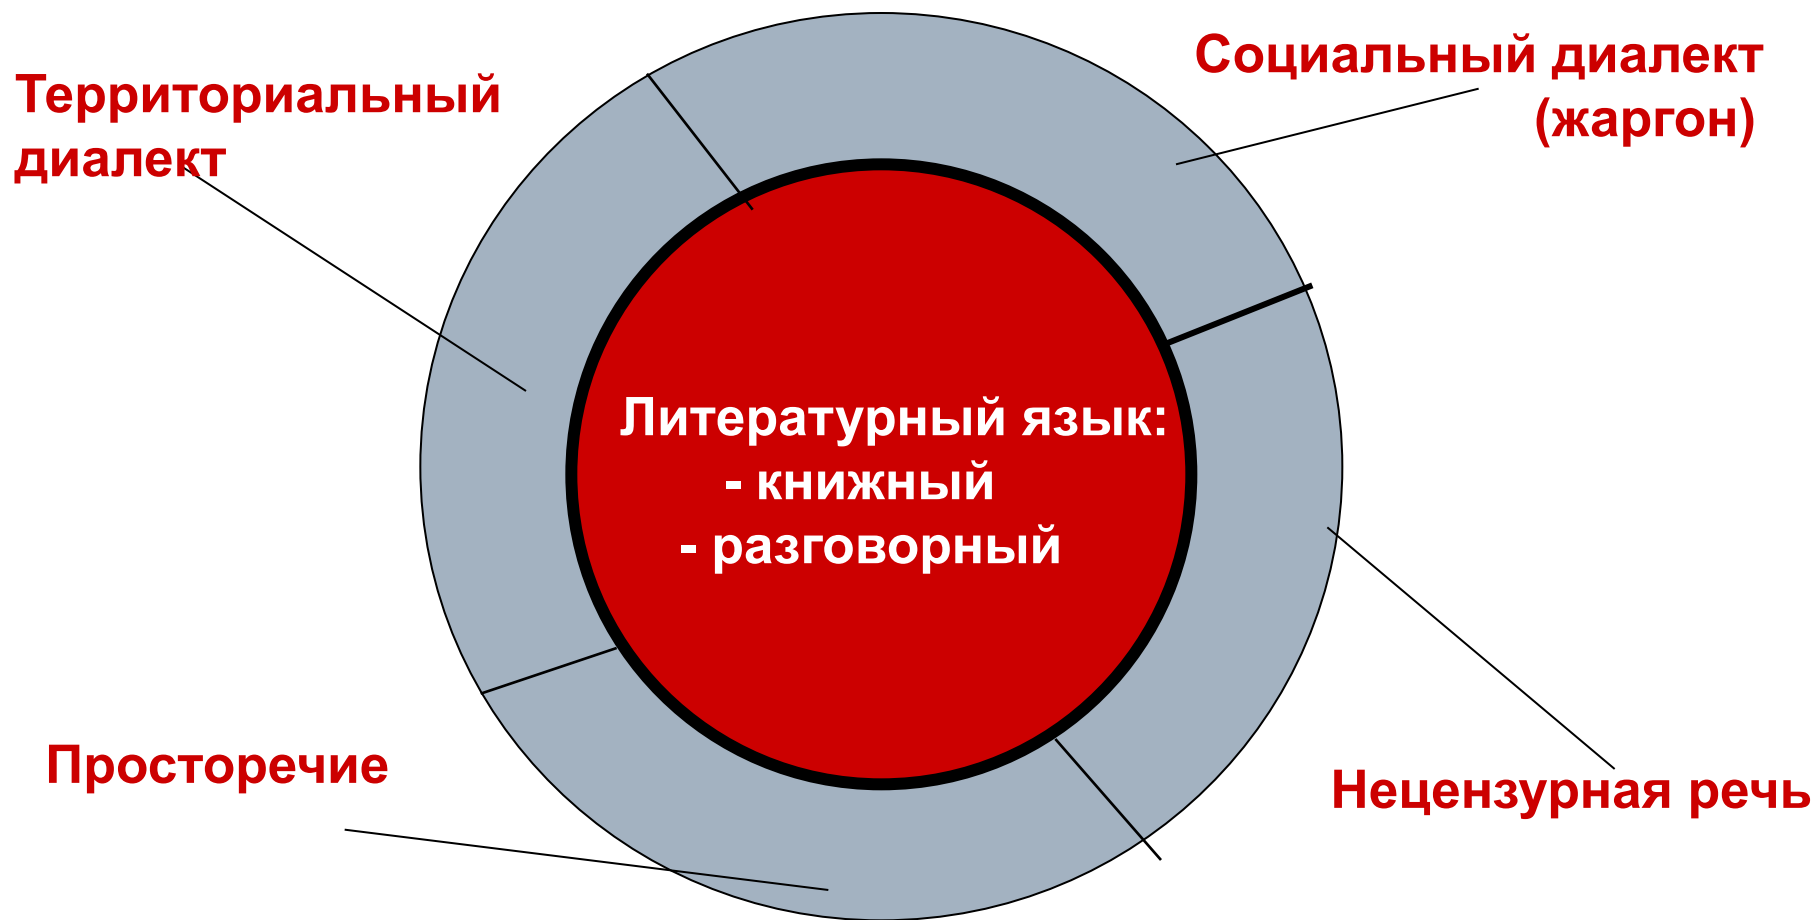 Территориальный
диалект
Социальный диалект
(жаргон)
Литературный язык:
- книжный
- разговорный
Просторечие
Нецензурная речь